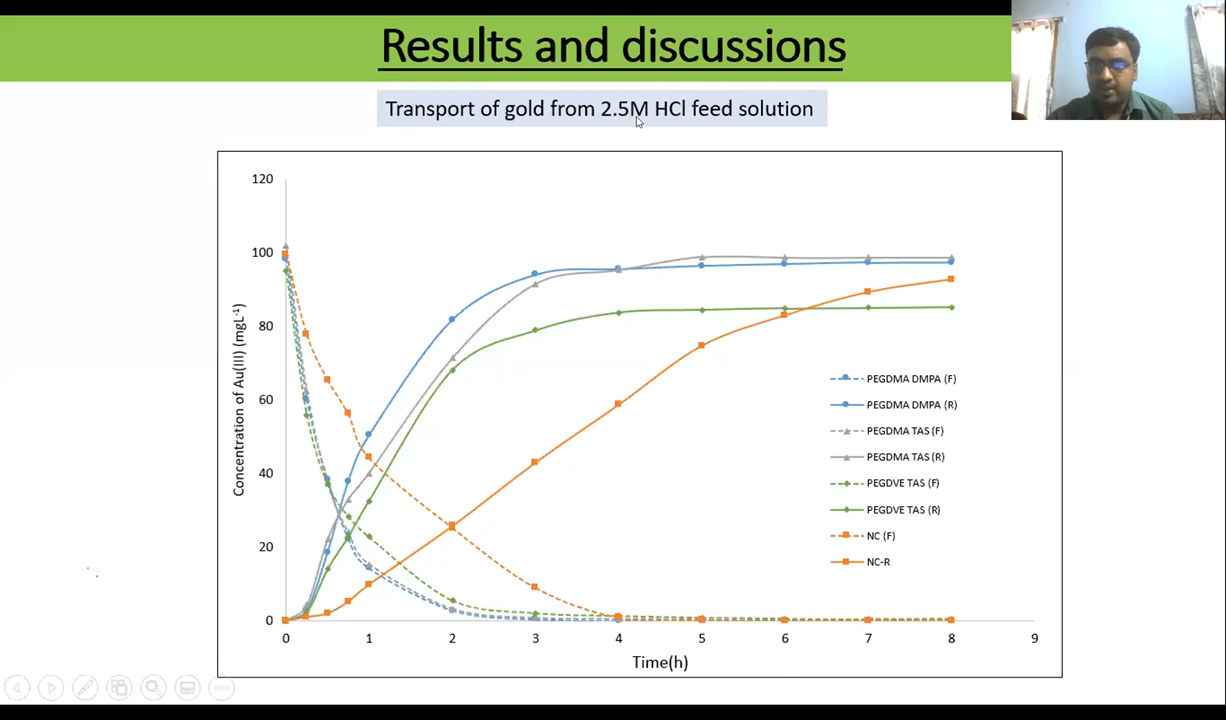 Results and discussions
Transport of gold from 2.5M HCl feed solution
120
100
80
60
40
20
0
Concentration of Au(III) (mgL-1)
0 1 2 3 4 5 6 7 8 9
Time(h)
PEGDMA DMPA (F)
PEGDMA DMPA (R)
PEGDMA TAS (F)
PEGDMA TAS (R)
PEGDVE TAS (F)
PEGDVE TAS (R)
NC (F)
NC-R